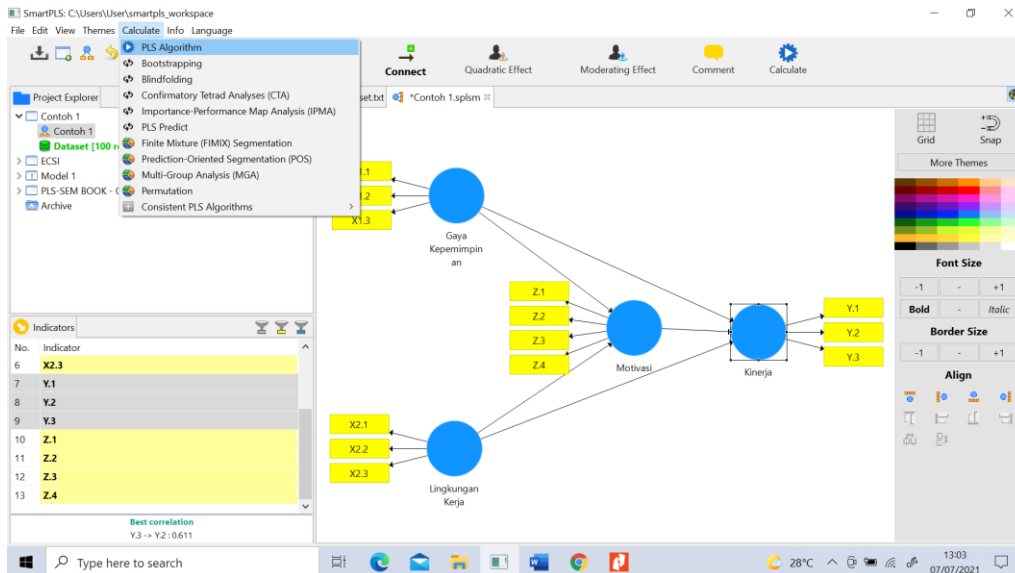 SmartPLS: C:\Users\User\smartpls_workspace
File Edit View Themes Calculate Info Language
PLS Algorithm
Bootstrapping
Blindfolding
Confirmatory Tetrad Analyses (CTA)
Importance-Performance Map Analysis (IPMA)
PLS Predict
Finite Mixture (FIMIX) Segmentation
Prediction-Oriented Segmentation (POS)
Multi-Group Analysis (MGA)
Permutation
Consistent PLS Algorithms
Connect
Quadratic Effect
Moderating Effect
Comment
Calculate
Project Explorer
Contoh 1
Contoh 1
Dataset [100 r
ECSI
Model 1
PLS-SEM BOOK -
Archive
set.txt
*Contoh 1.splsm
.1
.2
X1.3
Gaya
Kepemimpin
an
Z.1
Z.2
Z.3
Z.4
Motivasi
Y.1
Y.2
Y.3
Kinerja
X2.1
X2.2
X2.3
Lingkungan
Kerja
Grid
Snap
More Themes
Font Size
-1 - +1
Bold - Italic
Border Size
-1 - +1
Align
Indicators
No. Indicator
6 X2.3
7 Y.1
8 Y.2
9 Y.3
10 Z.1
11 Z.2
12 Z.3
13 Z.4
Best correlation
Y.3 -> Y.2 : 0.611
Type here to search
28°C
13:03
07/07/2021